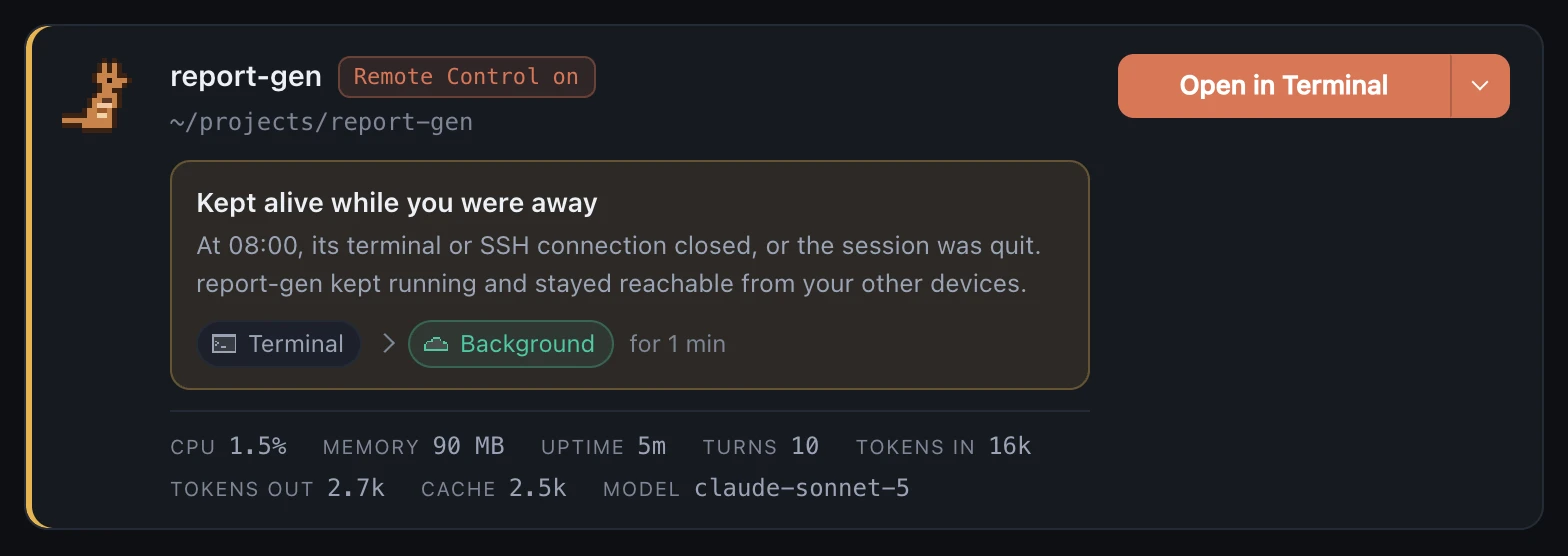 report-gen Remote Control on Open in Terminal
~/projects/report-gen
Kept alive while you were away
At 08:00, its terminal or SSH connection closed, or the session was quit.
report-gen kept running and stayed reachable from your other devices.
Terminal > Background for 1 min
CPU 1.5% MEMORY 90 MB UPTIME 5m TURNS 10 TOKENS IN 16k
TOKENS OUT 2.7k CACHE 2.5k MODEL claude-sonnet-5